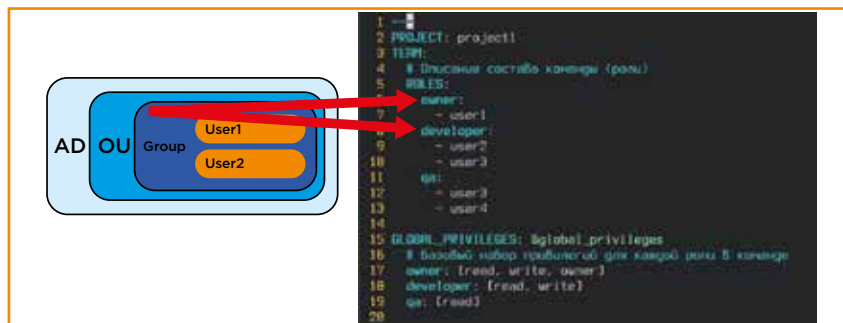 AD
OU
Group
User1
User2
1 ---
2 PROJECT: project1
3 TEAM:
4 # Описание состава команды (роли)
5 ROLES:
owner:
7 - user1
developer:
9 - user2
10 - user3
11 qa:
12 - user3
13 - user4
14
15 GLOBAL_PRIVILEGES: &global_privileges
16 # Базовый набор привилегий для каждой роли в команде
17 owner: [read, write, owner]
18 developer: [read, write]
19 qa: [read]
20